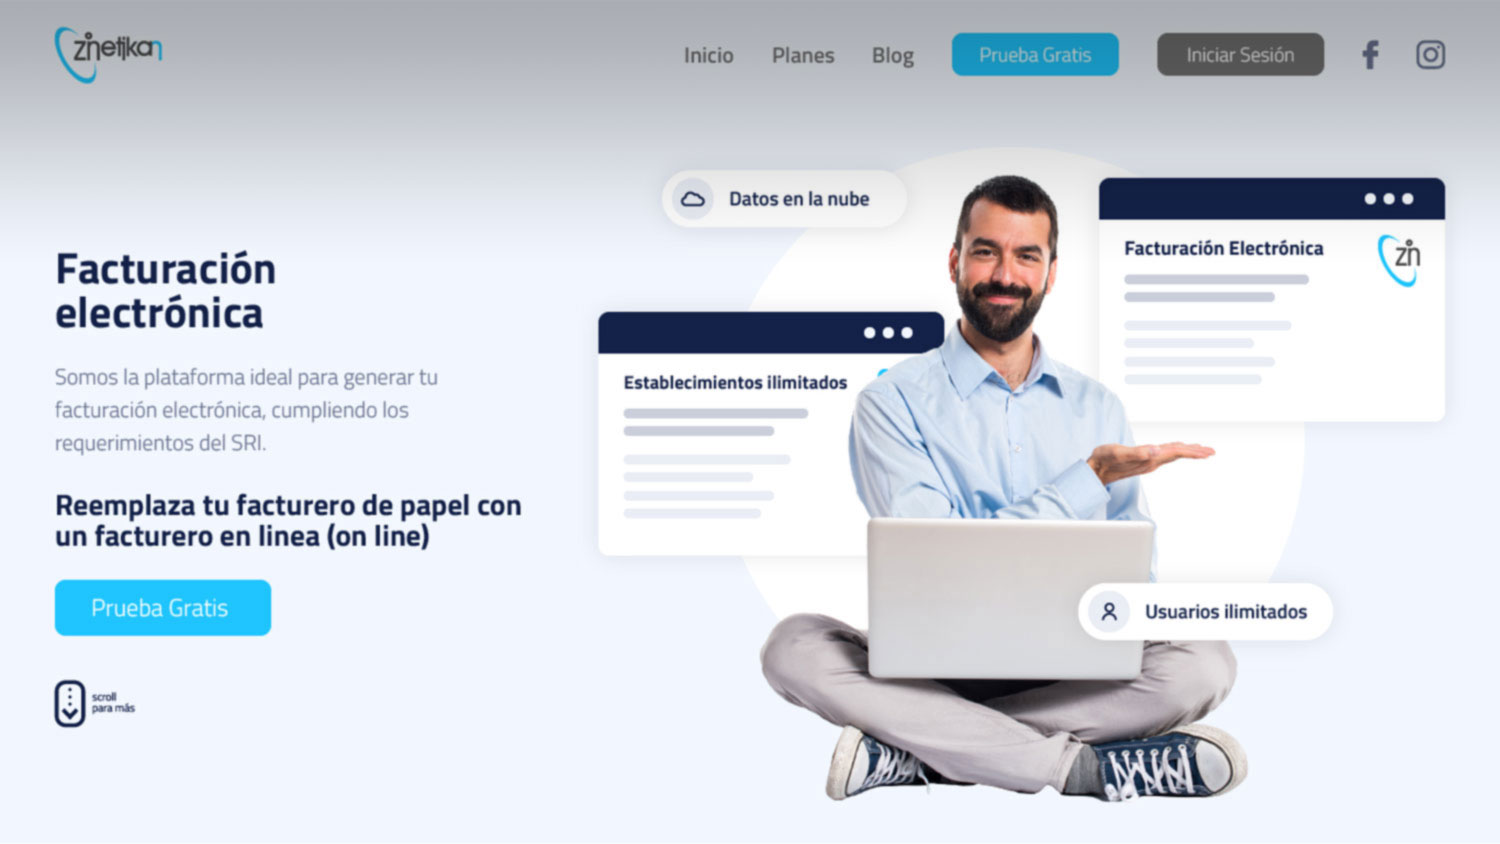 zinetikan
Inicio
Planes
Blog
Prueba Gratis
Iniciar Sesión
Datos en la nube
Facturación Electrónica
zin
Facturación
electrónica
Establecimientos ilimitados
Somos la plataforma ideal para generar tu
facturación electrónica, cumpliendo los
requerimientos del SRI.
Reemplaza tu facturero de papel con
un facturero en linea (on line)
Prueba Gratis
Usuarios ilimitados
scroll
para más